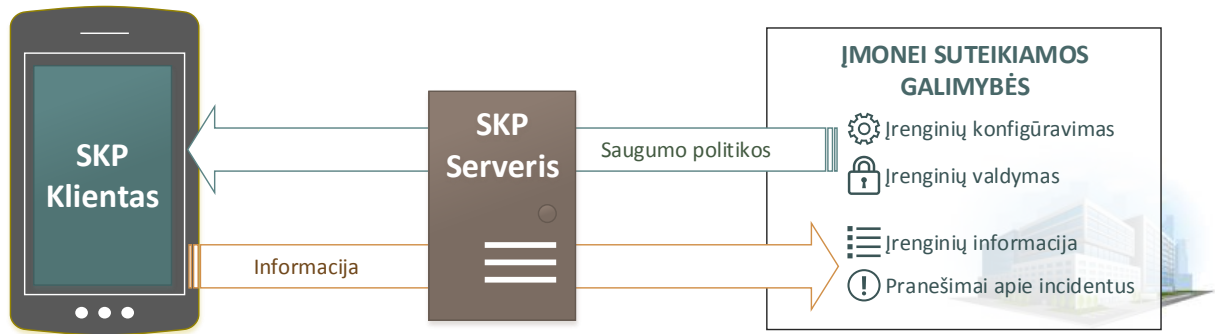 SKP
Klientas
SKP
Serveris
Saugumo politikos
Informacija
ĮMONEI SUTEIKIAMOS
GALIMYBĖS
Įrenginių konfigūravimas
Įrenginių valdymas
Įrenginių informacija
Pranešimai apie incidentus